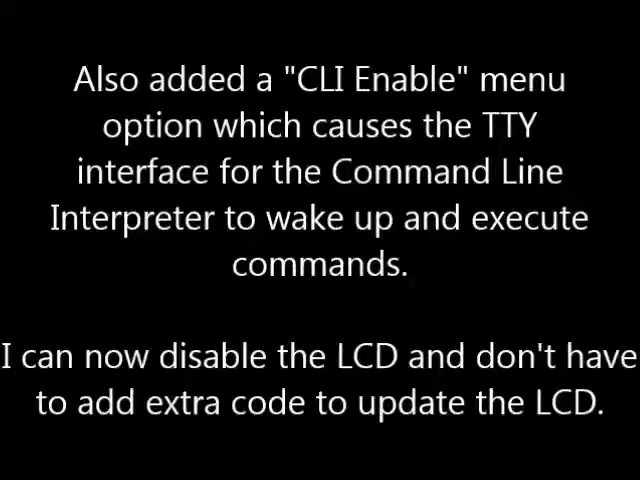 Also added a "CLI Enable" menu
option which causes the TTY
interface for the Command Line
Interpreter to wake up and execute
commands.
I can now disable the LCD and don't have
to add extra code to update the LCD.